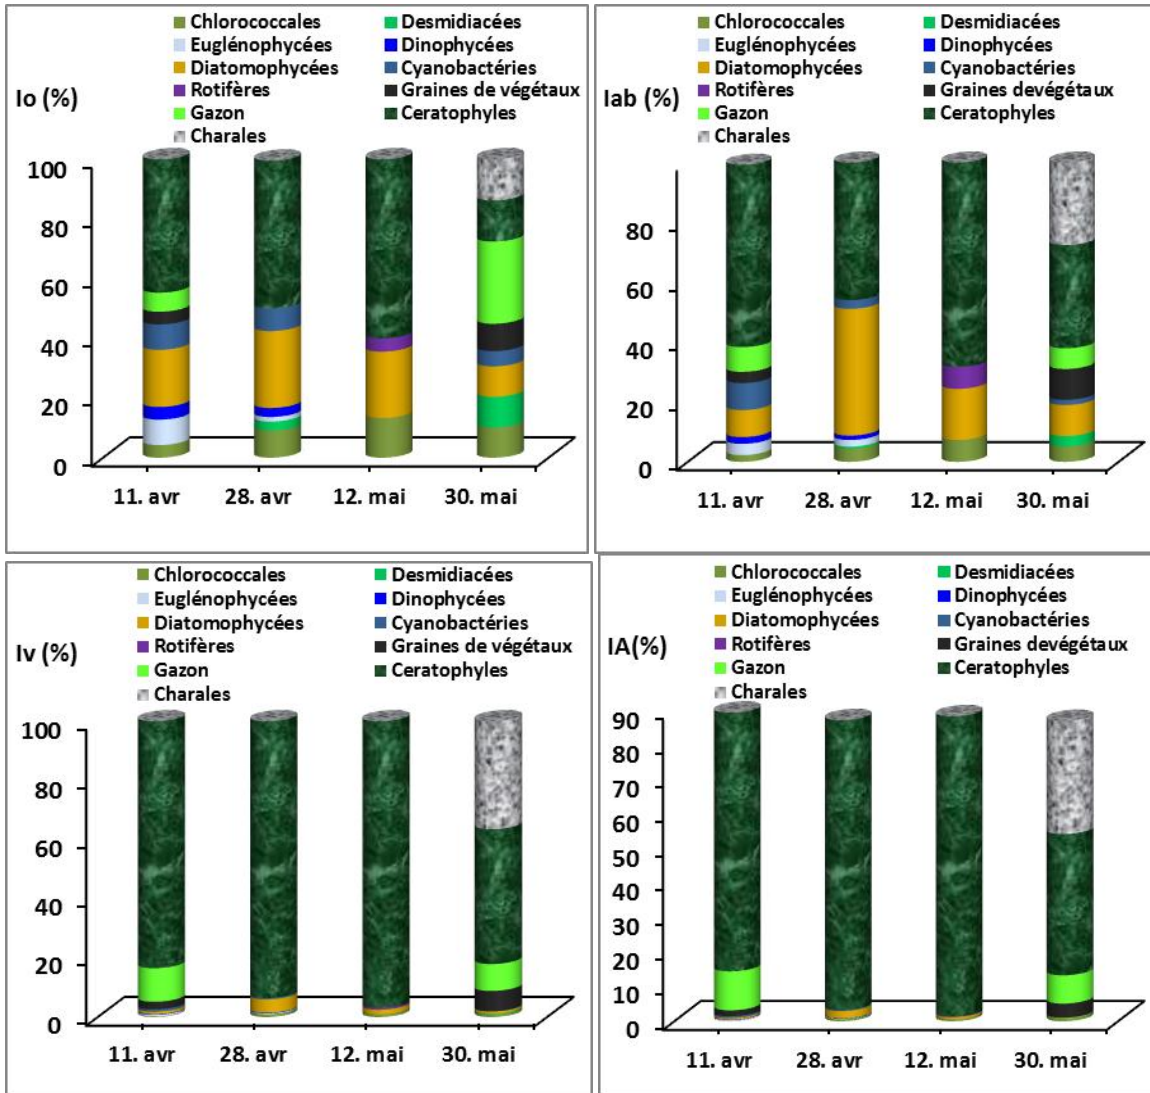 Chlorococcales Desmidiacées
Euglénophycées Dinophycées
Diatomophycées Cyanobactéries
Rotifères Graines de végétaux
Gazon Ceratophyles
Charales
Io (%)
100
80
60
40
20
0
11. avr 28. avr 12. mai 30. mai
Chlorococcales Desmidiacées
Euglénophycées Dinophycées
Diatomophycées Cyanobactéries
Rotifères Graines devégétaux
Gazon Ceratophyles
Charales
Iab (%)
80
60
40
20
0
11. avr 28. avr 12. mai 30. mai
Chlorococcales Desmidiacées
Euglénophycées Dinophycées
Diatomophycées Cyanobactéries
Rotifères Graines de végétaux
Gazon Ceratophyles
Charales
Iv (%)
100
80
60
40
20
0
11. avr 28. avr 12. mai 30. mai
Chlorococcales Desmidiacées
Euglénophycées Dinophycées
Diatomophycées Cyanobactéries
Rotifères Graines devégétaux
Gazon Ceratophyles
Charales
IA(%)
90
80
70
60
50
40
30
20
10
0
11. avr 28. avr 12. mai 30. mai